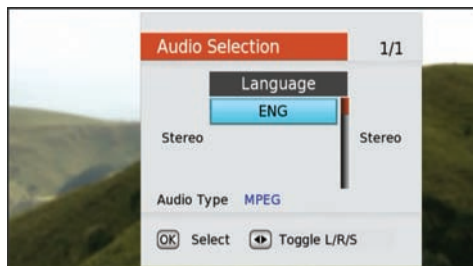 Audio Selection 1/1
Language
ENG
Stereo Stereo
Audio Type MPEG
OK Select Toggle L/R/S